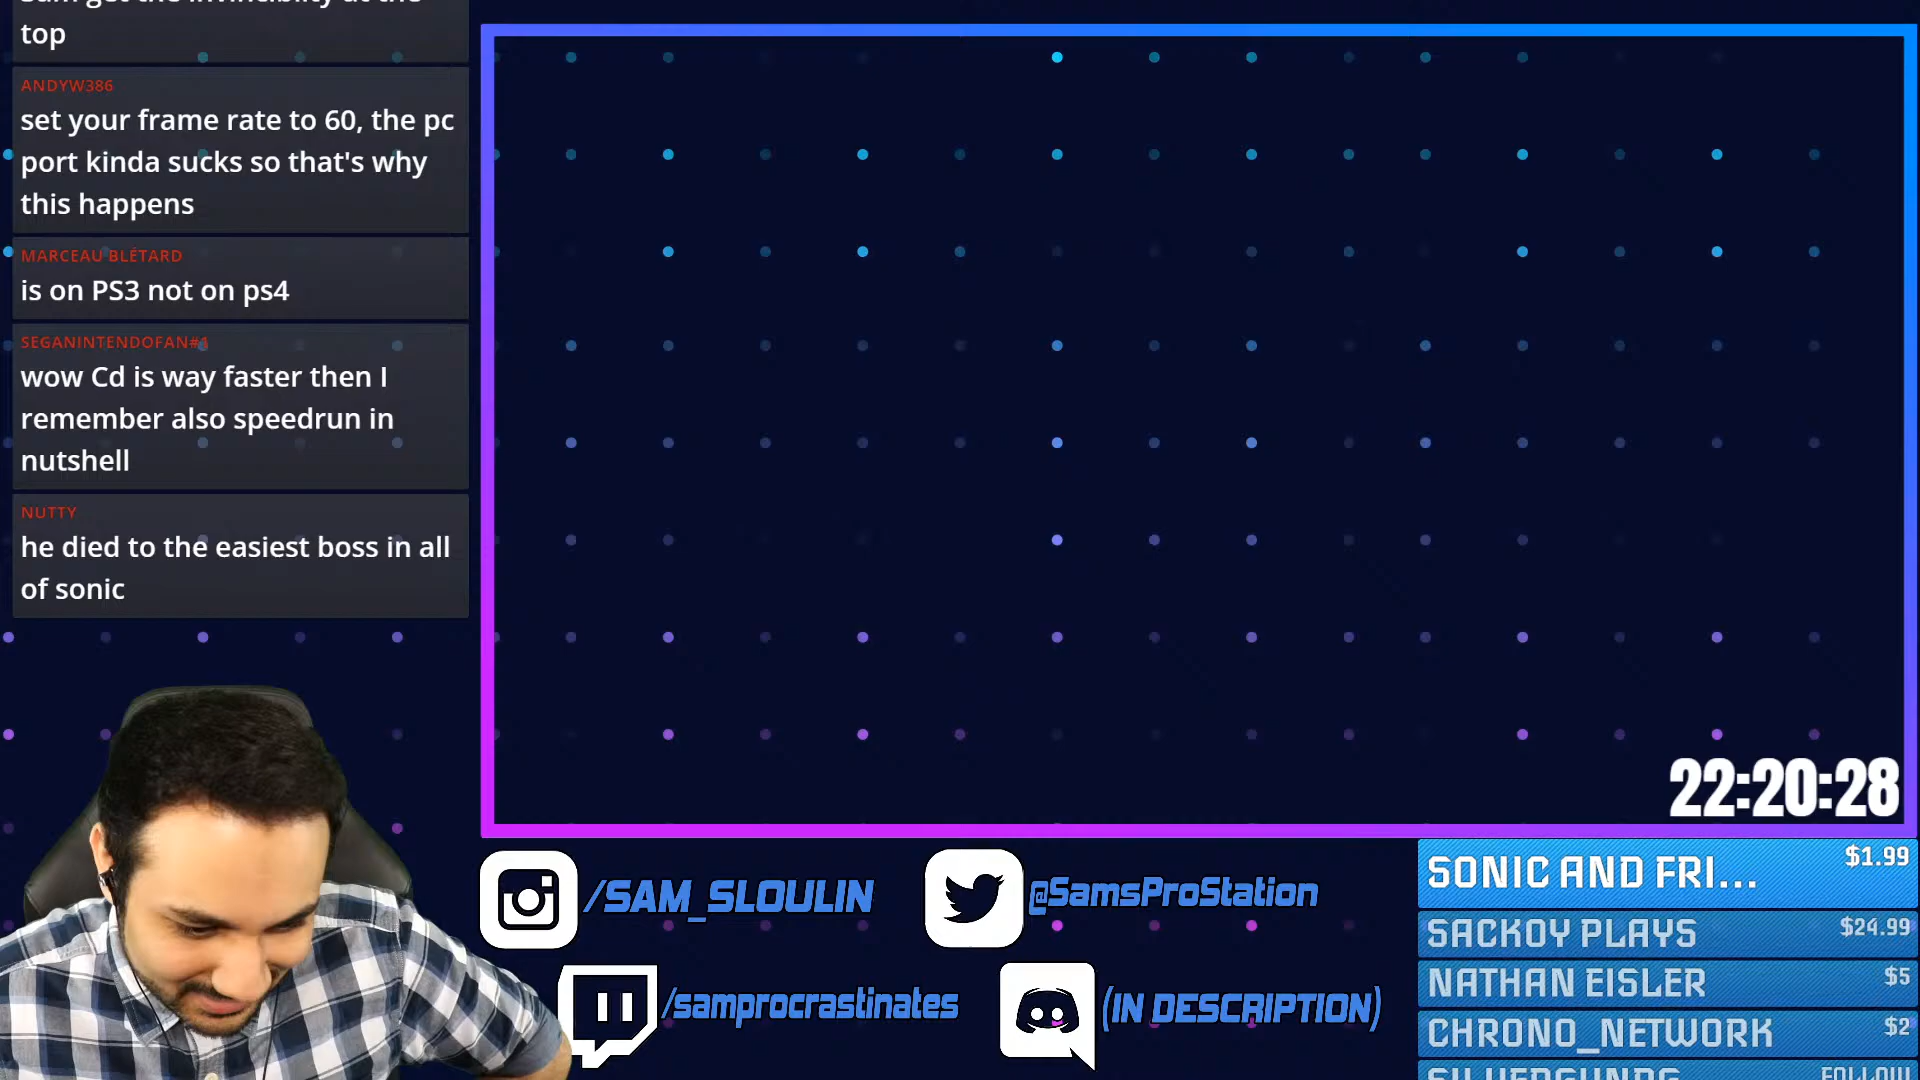 top
ANDYW386
set your frame rate to 60, the pc
port kinda sucks so that's why
this happens
MARCEAU BLÉTARD
is on PS3 not on ps4
SEGANINTENDOFAN#1
wow Cd is way faster then I
remember also speedrun in
nutshell
NUTTY
he died to the easiest boss in all
of sonic
22:20:28
/SAM_SLOULIN
@SamsProStation
/samprocrastinates
(IN DESCRIPTION)
SONIC AND FRI... $1.99
SACKOY PLAYS $24.99
NATHAN EISLER $5
CHRONO_NETWORK $2
FOLLOW